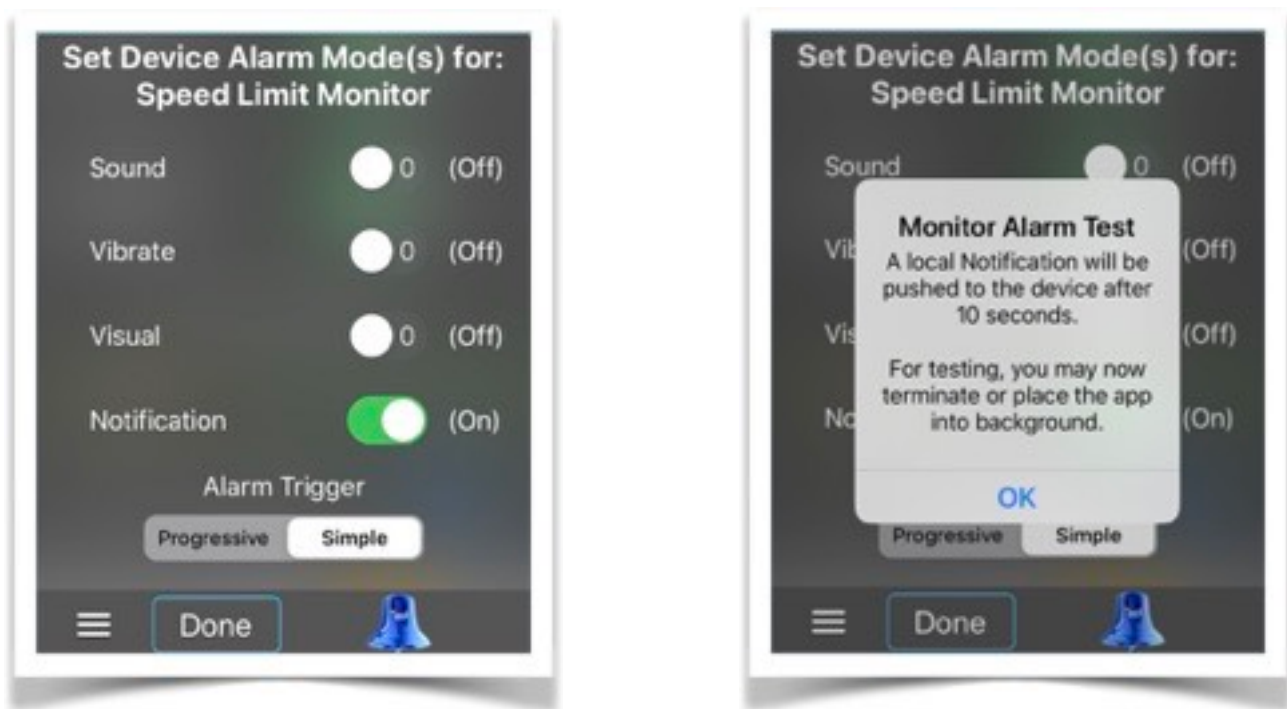 Set Device Alarm Mode(s) for:
Speed Limit Monitor
Sound 0 (Off)
Vibrate 0 (Off)
Visual 0 (Off)
Notification (On)
Alarm Trigger
Progressive Simple
Done
Set Device Alarm Mode(s) for:
Speed Limit Monitor
Sound 0 (Off)
Monitor Alarm Test
Vib (Off)
A local Notification will be
pushed to the device after
10 seconds.
Vis (Off)
For testing, you may now
terminate or place the app
No (On)
into background.
OK
Progressive Simple
Done